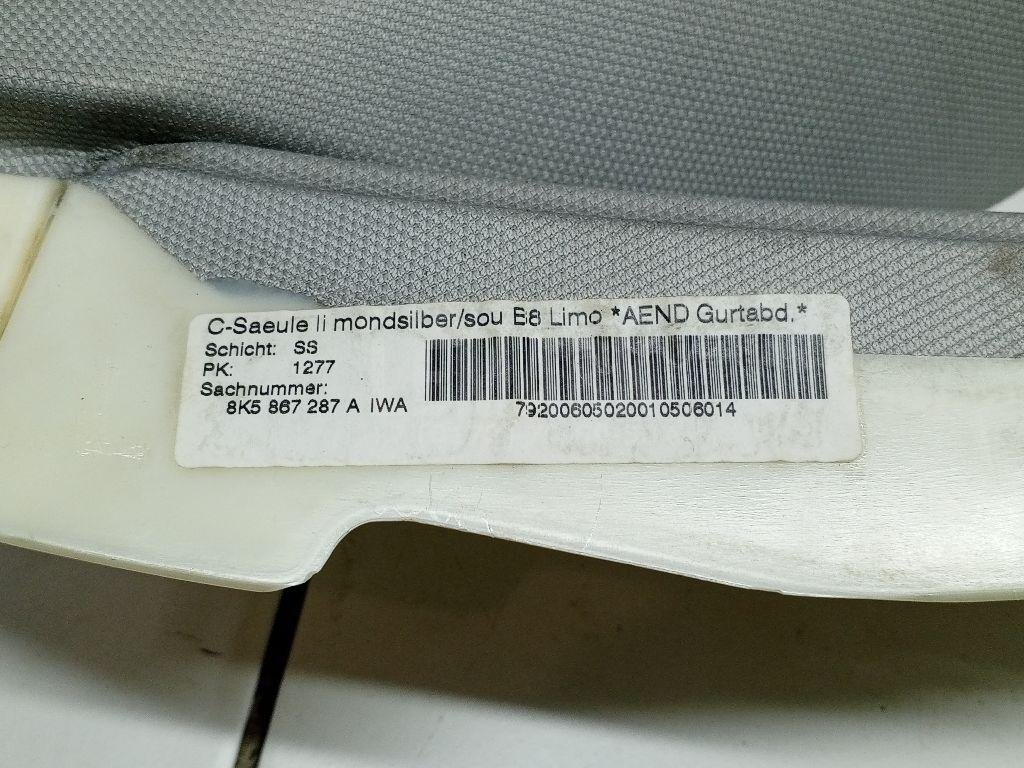 C-Saeule li mondsilber/sou B8 Limo *AEND Gurtabd.*
Schicht: SS
PK: 1277
Sachnummer:
8K5 867 287 A IWA
79200605020010506014